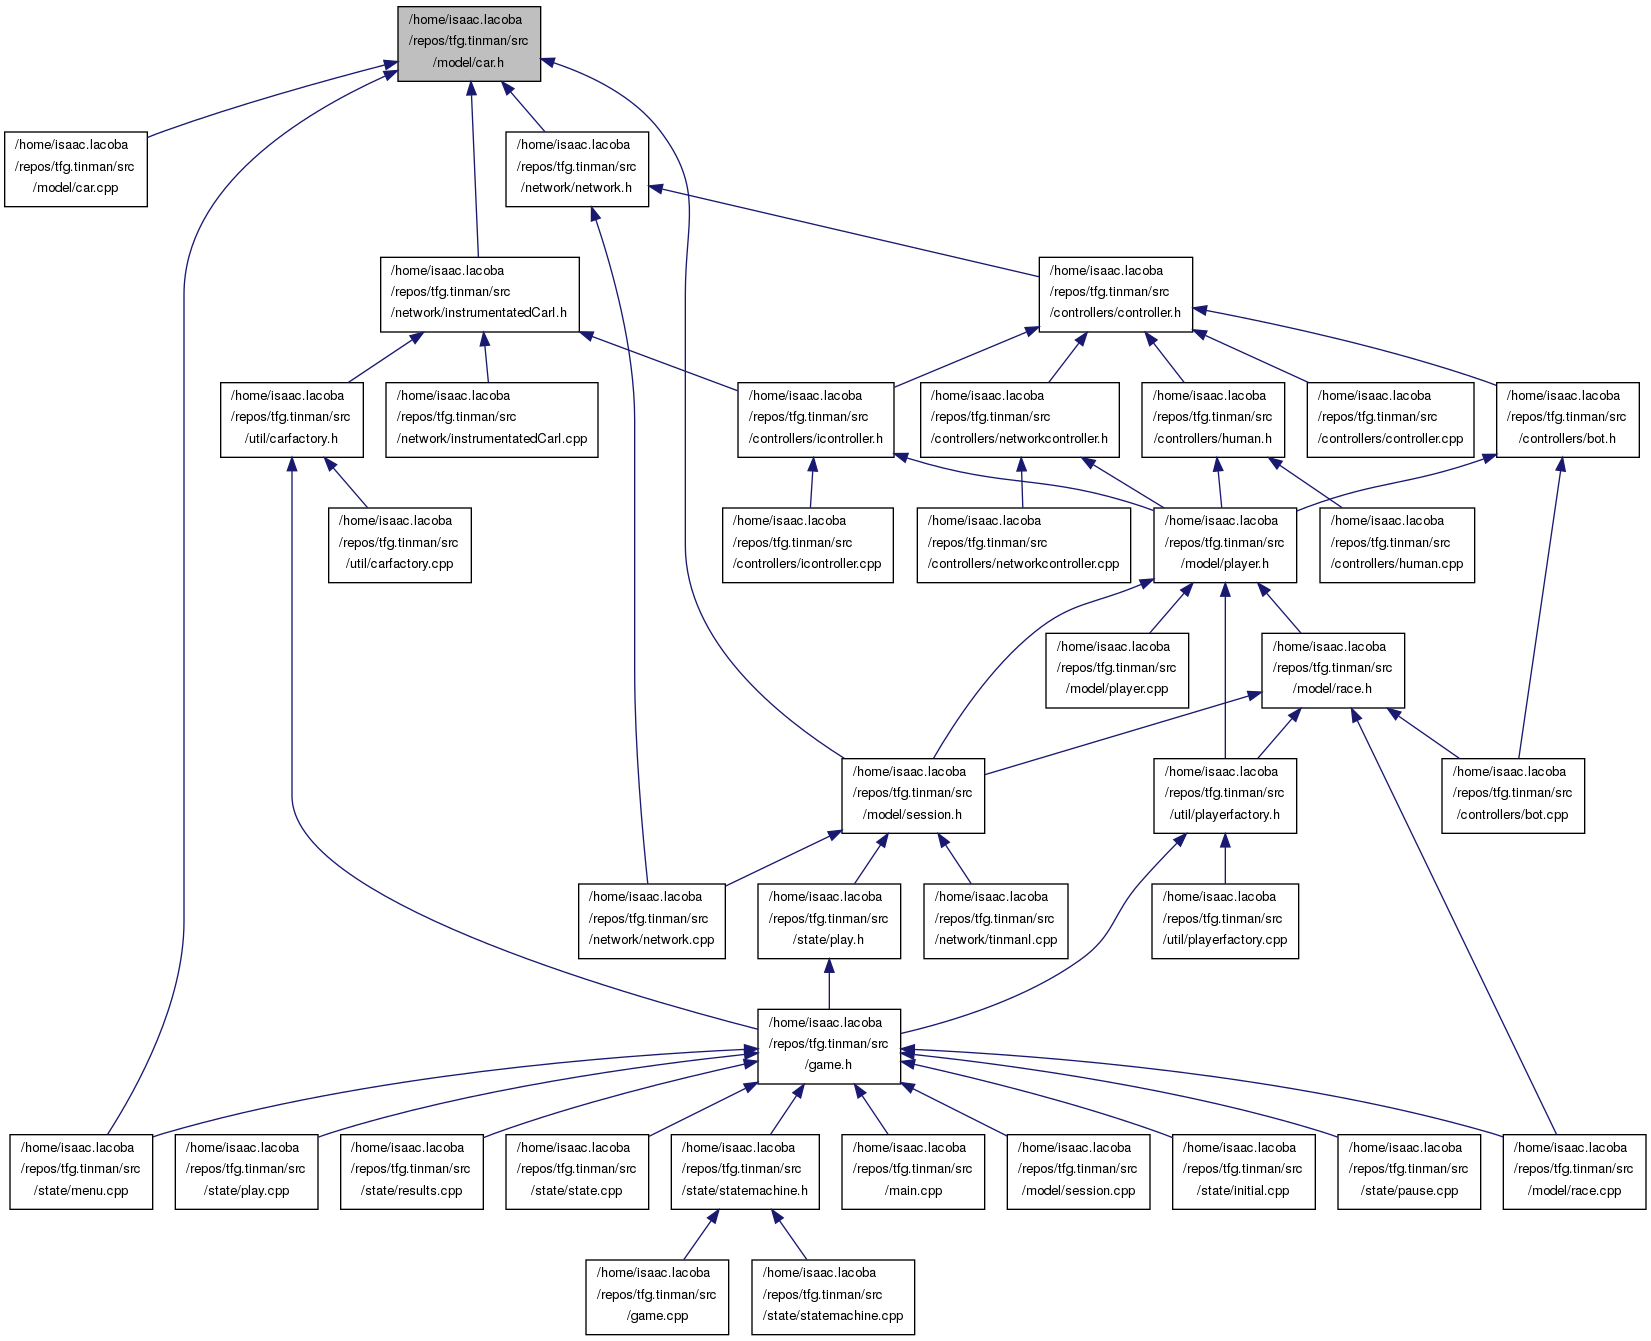 /home/isaac.lacoba
/repos/tfg.tinman/src
/model/car.h
/home/isaac.lacoba
/repos/tfg.tinman/src
/model/car.cpp
/home/isaac.lacoba
/repos/tfg.tinman/src
/network/network.h
/home/isaac.lacoba
/repos/tfg.tinman/src
/network/instrumentatedCarI.h
/home/isaac.lacoba
/repos/tfg.tinman/src
/controllers/controller.h
/home/isaac.lacoba
/repos/tfg.tinman/src
/util/carfactory.h
/home/isaac.lacoba
/repos/tfg.tinman/src
/network/instrumentatedCarI.cpp
/home/isaac.lacoba
/repos/tfg.tinman/src
/controllers/icontroller.h
/home/isaac.lacoba
/repos/tfg.tinman/src
/controllers/networkcontroller.h
/home/isaac.lacoba
/repos/tfg.tinman/src
/controllers/human.h
/home/isaac.lacoba
/repos/tfg.tinman/src
/controllers/controller.cpp
/home/isaac.lacoba
/repos/tfg.tinman/src
/controllers/bot.h
/home/isaac.lacoba
/repos/tfg.tinman/src
/util/carfactory.cpp
/home/isaac.lacoba
/repos/tfg.tinman/src
/controllers/icontroller.cpp
/home/isaac.lacoba
/repos/tfg.tinman/src
/controllers/networkcontroller.cpp
/home/isaac.lacoba
/repos/tfg.tinman/src
/model/player.h
/home/isaac.lacoba
/repos/tfg.tinman/src
/controllers/human.cpp
/home/isaac.lacoba
/repos/tfg.tinman/src
/model/player.cpp
/home/isaac.lacoba
/repos/tfg.tinman/src
/model/race.h
/home/isaac.lacoba
/repos/tfg.tinman/src
/model/session.h
/home/isaac.lacoba
/repos/tfg.tinman/src
/util/playerfactory.h
/home/isaac.lacoba
/repos/tfg.tinman/src
/controllers/bot.cpp
/home/isaac.lacoba
/repos/tfg.tinman/src
/network/network.cpp
/home/isaac.lacoba
/repos/tfg.tinman/src
/state/play.h
/home/isaac.lacoba
/repos/tfg.tinman/src
/network/tinmanI.cpp
/home/isaac.lacoba
/repos/tfg.tinman/src
/util/playerfactory.cpp
/home/isaac.lacoba
/repos/tfg.tinman/src
/game.h
/home/isaac.lacoba
/repos/tfg.tinman/src
/state/menu.cpp
/home/isaac.lacoba
/repos/tfg.tinman/src
/state/play.cpp
/home/isaac.lacoba
/repos/tfg.tinman/src
/state/results.cpp
/home/isaac.lacoba
/repos/tfg.tinman/src
/state/state.cpp
/home/isaac.lacoba
/repos/tfg.tinman/src
/state/statemachine.h
/home/isaac.lacoba
/repos/tfg.tinman/src
/main.cpp
/home/isaac.lacoba
/repos/tfg.tinman/src
/model/session.cpp
/home/isaac.lacoba
/repos/tfg.tinman/src
/state/initial.cpp
/home/isaac.lacoba
/repos/tfg.tinman/src
/state/pause.cpp
/home/isaac.lacoba
/repos/tfg.tinman/src
/model/race.cpp
/home/isaac.lacoba
/repos/tfg.tinman/src
/game.cpp
/home/isaac.lacoba
/repos/tfg.tinman/src
/state/statemachine.cpp